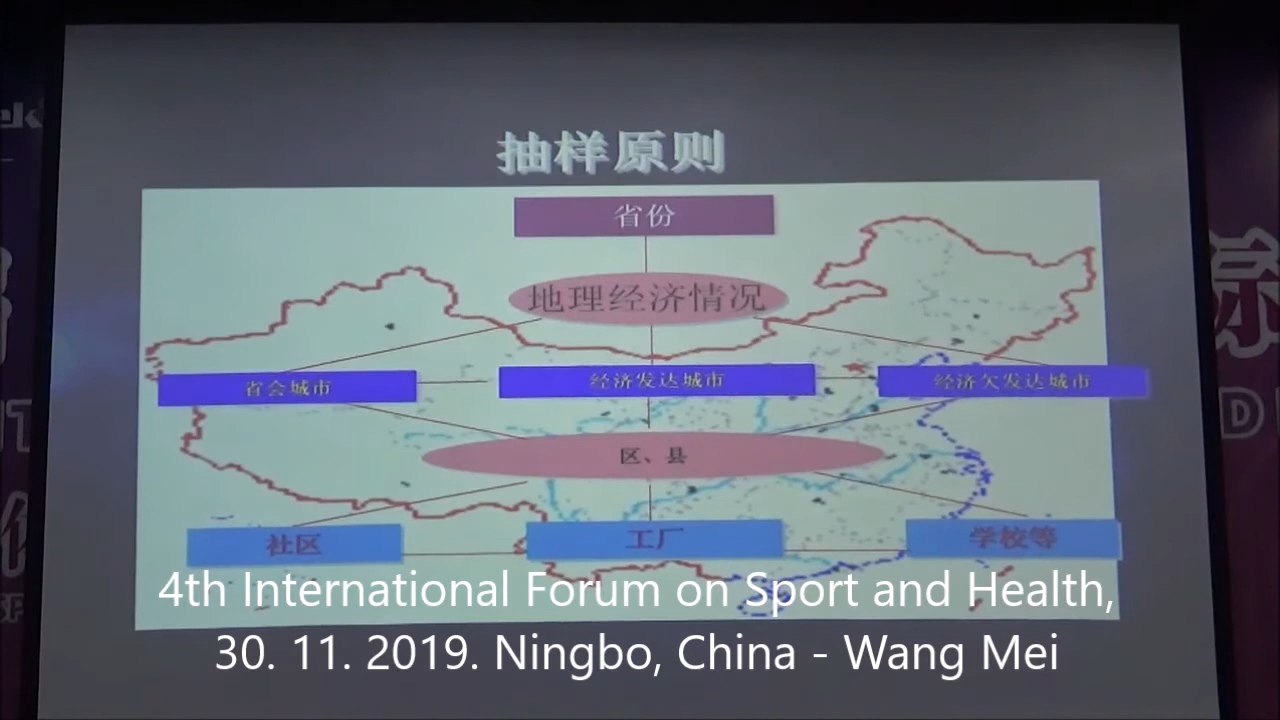 抽样原则
省份
地理经济情况
省会城市
经济发达城市
经济欠发达城市
区、县
社区
工厂
学校等
4th International Forum on Sport and Health,
30. 11. 2019. Ningbo, China - Wang Mei